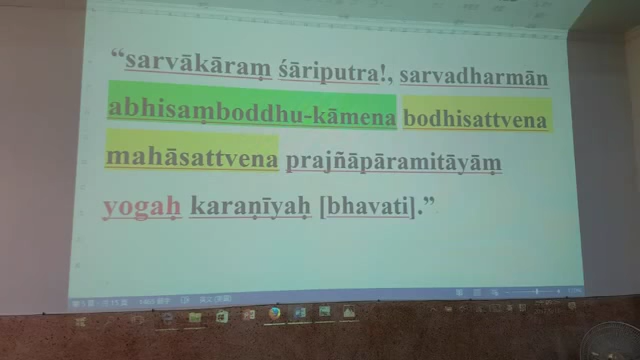 “sarvākāraṃ śāriputra!, sarvadharmān
abhisaṃboddhu-kāmena bodhisattvena
mahāsattvena prajñāpāramitāyāṃ
yogaḥ karaṇīyaḥ [bhavati].”